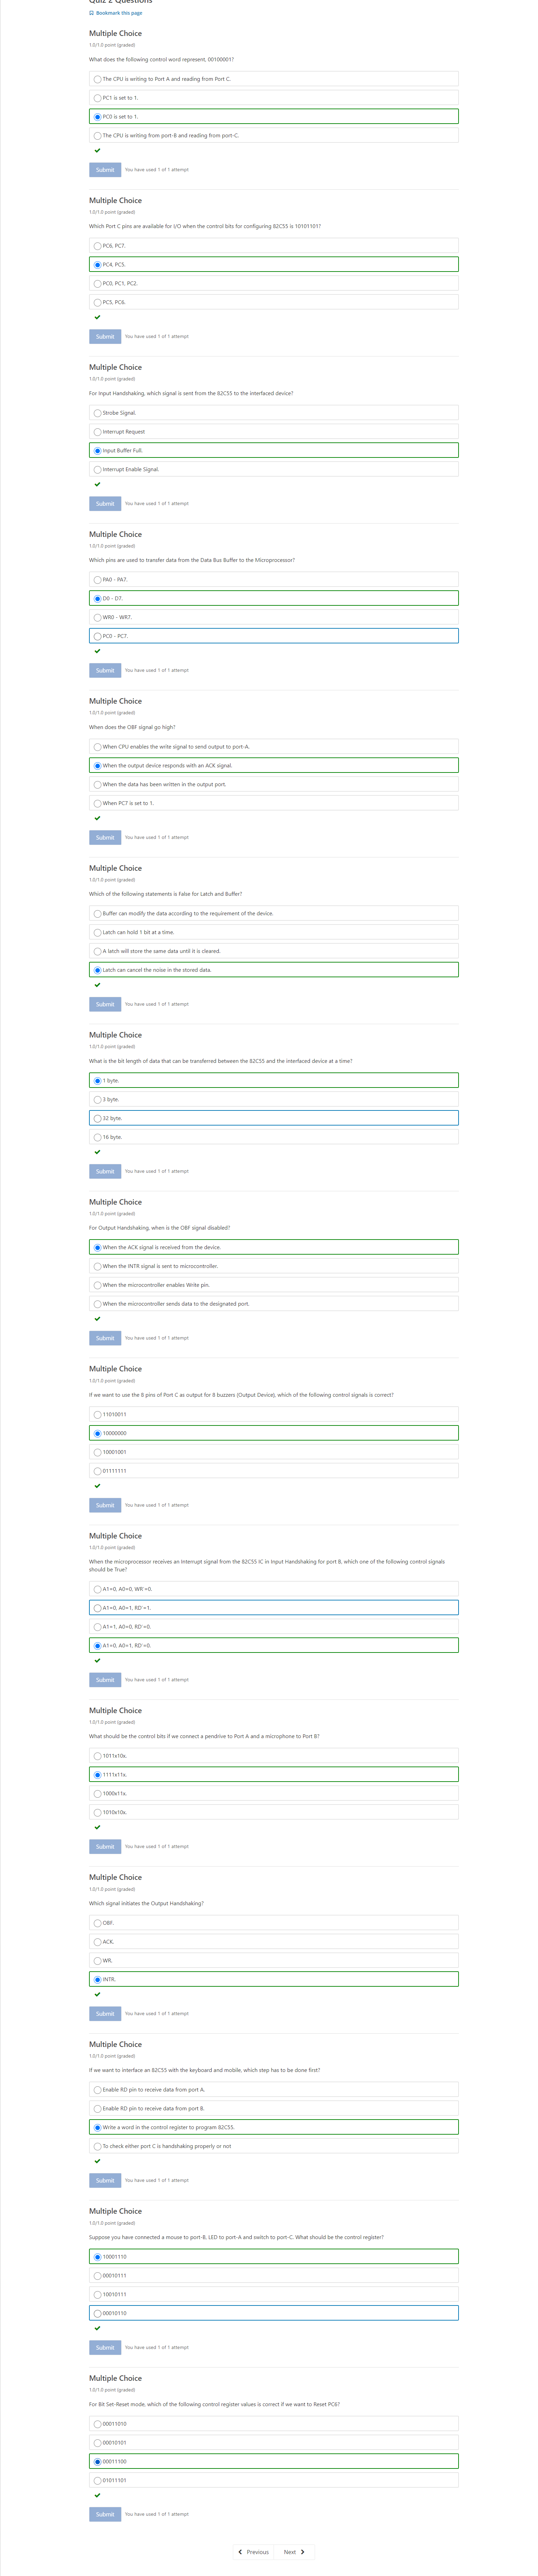 Quiz 2 Questions
Bookmark this page
Multiple Choice
1.0/1.0 point (graded)
What does the following control word represent, 00100001?
The CPU is writing to Port A and reading from Port C.
PC1 is set to 1.
PC0 is set to 1.
The CPU is writing from port-B and reading from port-C.
Submit You have used 1 of 1 attempt
Multiple Choice
1.0/1.0 point (graded)
Which Port C pins are available for I/O when the control bits for configuring 82C55 is 10101101?
PC6, PC7.
PC4, PC5.
PC0, PC1, PC2.
PC5, PC6.
Submit You have used 1 of 1 attempt
Multiple Choice
1.0/1.0 point (graded)
For Input Handshaking, which signal is sent from the 82C55 to the interfaced device?
Strobe Signal.
Interrupt Request
Input Buffer Full.
Interrupt Enable Signal.
Submit You have used 1 of 1 attempt
Multiple Choice
1.0/1.0 point (graded)
Which pins are used to transfer data from the Data Bus Buffer to the Microprocessor?
PA0 - PA7.
D0 - D7.
WR0 - WR7.
PC0 - PC7.
Submit You have used 1 of 1 attempt
Multiple Choice
1.0/1.0 point (graded)
When does the OBF signal go high?
When CPU enables the write signal to send output to port-A.
When the output device responds with an ACK signal.
When the data has been written in the output port.
When PC7 is set to 1.
Submit You have used 1 of 1 attempt
Multiple Choice
1.0/1.0 point (graded)
Which of the following statements is False for Latch and Buffer?
Buffer can modify the data according to the requirement of the device.
Latch can hold 1 bit at a time.
A latch will store the same data until it is cleared.
Latch can cancel the noise in the stored data.
Submit You have used 1 of 1 attempt
Multiple Choice
1.0/1.0 point (graded)
What is the bit length of data that can be transferred between the 82C55 and the interfaced device at a time?
1 byte.
3 byte.
32 byte.
16 byte.
Submit You have used 1 of 1 attempt
Multiple Choice
1.0/1.0 point (graded)
For Output Handshaking, when is the OBF signal disabled?
When the ACK signal is received from the device.
When the INTR signal is sent to microcontroller.
When the microcontroller enables Write pin.
When the microcontroller sends data to the designated port.
Submit You have used 1 of 1 attempt
Multiple Choice
1.0/1.0 point (graded)
If we want to use the 8 pins of Port C as output for 8 buzzers (Output Device), which of the following control signals is correct?
11010011
10000000
10001001
01111111
Submit You have used 1 of 1 attempt
Multiple Choice
1.0/1.0 point (graded)
When the microprocessor receives an Interrupt signal from the 82C55 IC in Input Handshaking for port B, which one of the following control signals
should be True?
A1=0, A0=0, WR'=0.
A1=0, A0=1, RD'=1.
A1=1, A0=0, RD'=0.
A1=0, A0=1, RD'=0.
Submit You have used 1 of 1 attempt
Multiple Choice
1.0/1.0 point (graded)
What should be the control bits if we connect a pendrive to Port A and a microphone to Port B?
1011x10x.
1111x11x.
1000x11x.
1010x10x.
Submit You have used 1 of 1 attempt
Multiple Choice
1.0/1.0 point (graded)
Which signal initiates the Output Handshaking?
OBF.
ACK.
WR.
INTR.
Submit You have used 1 of 1 attempt
Multiple Choice
1.0/1.0 point (graded)
If we want to interface an 82C55 with the keyboard and mobile, which step has to be done first?
Enable RD pin to receive data from port A.
Enable RD pin to receive data from port B.
Write a word in the control register to program 82C55.
To check either port C is handshaking properly or not
Submit You have used 1 of 1 attempt
Multiple Choice
1.0/1.0 point (graded)
Suppose you have connected a mouse to port-B, LED to port-A and switch to port-C. What should be the control register?
10001110
00010111
10010111
00010110
Submit You have used 1 of 1 attempt
Multiple Choice
1.0/1.0 point (graded)
For Bit Set-Reset mode, which of the following control register values is correct if we want to Reset PC6?
00011010
00010101
00011100
01011101
Submit You have used 1 of 1 attempt
Previous Next